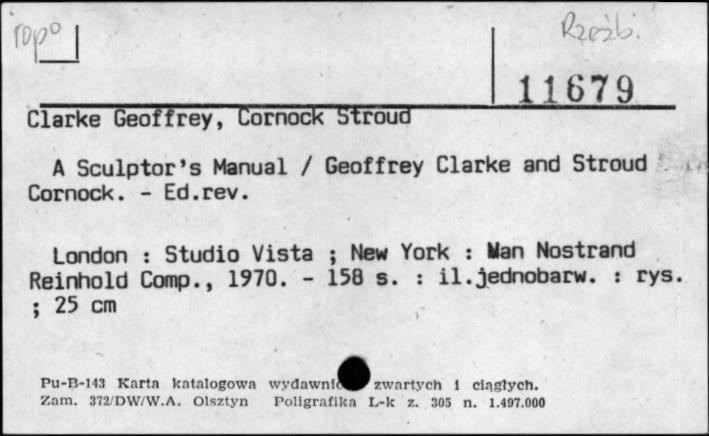 Rzeźb.
11679
Clarke Geoffrey, Cornock Stroud
A Sculptor's Manual / Geoffrey Clarke and Stroud
Cornock. - Ed.rev.
London : Studio Vista ; New York : Man Nostrand
Reinhold Comp., 1970. - 158 s. : il.jednobarw. : rys.
; 25 cm
Pu-B-143 Karta katalogowa zwartych i ciągłych.
Zam. 372/DW/W.A. Olsztyn Poligrafika L-k z. 305 n. 1.497.000